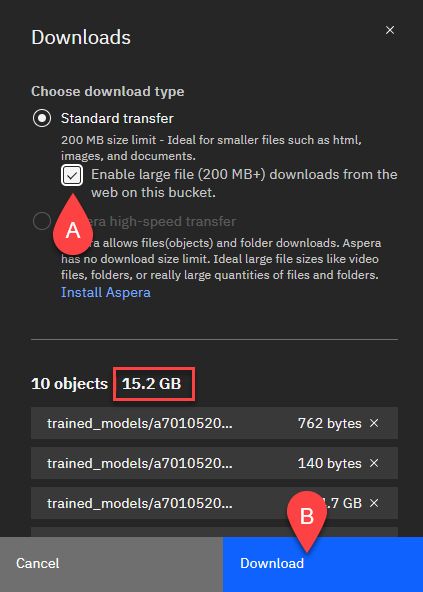 Downloads
Choose download type
Standard transfer
200 MB size limit - Ideal for smaller files such as html,
images, and documents.
Enable large file (200 MB+) downloads from the
web on this bucket.
A
high-speed transfer
allows files(objects) and folder downloads. Aspera
has no download size limit. Ideal large file sizes like video
files, folders, or really large quantities of files and folders.
Install Aspera
10 objects 15.2 GB
trained_models/a7010520... 762 bytes
trained_models/a7010520... 140 bytes
trained_models/a7010520... .7 GB
B
Cancel
Download